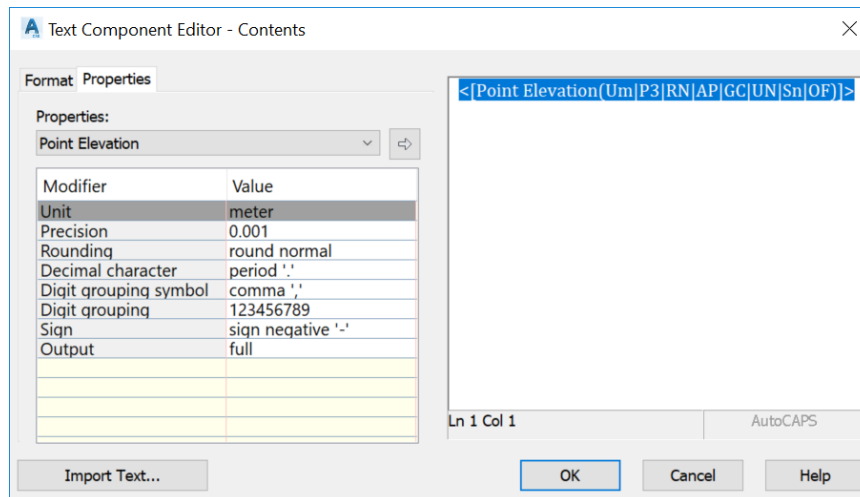 Text Component Editor - Contents
Format Properties
Properties:
Point Elevation
Modifier Value
Unit meter
Precision 0.001
Rounding round normal
Decimal character period '.'
Digit grouping symbol comma ','
Digit grouping 123456789
Sign sign negative '-'
Output full
<[Point Elevation(Um|P3|RN|AP|GC|UN|Sn|OF)]>
Ln 1 Col 1 AutoCAPS
Import Text... OK Cancel Help